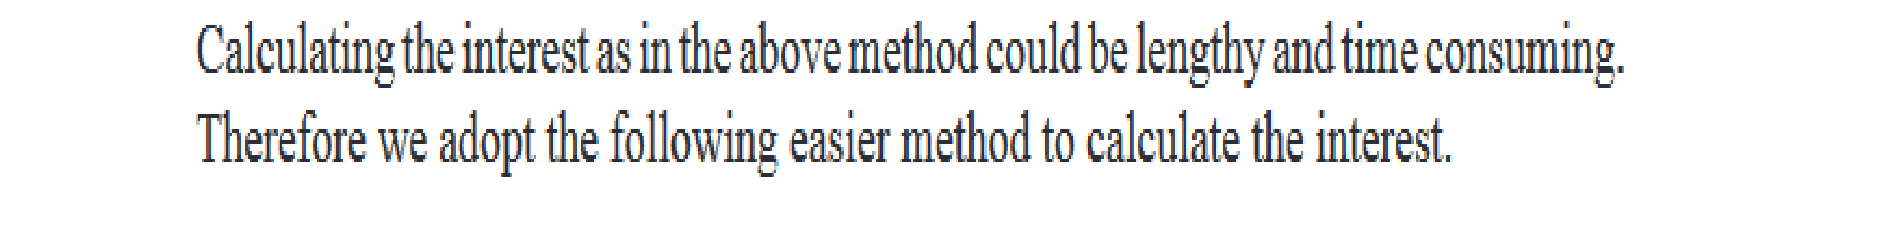 Calculating the interest as in the above method could be lengthy and time consuming.
Therefore we adopt the following easier method to calculate the interest.